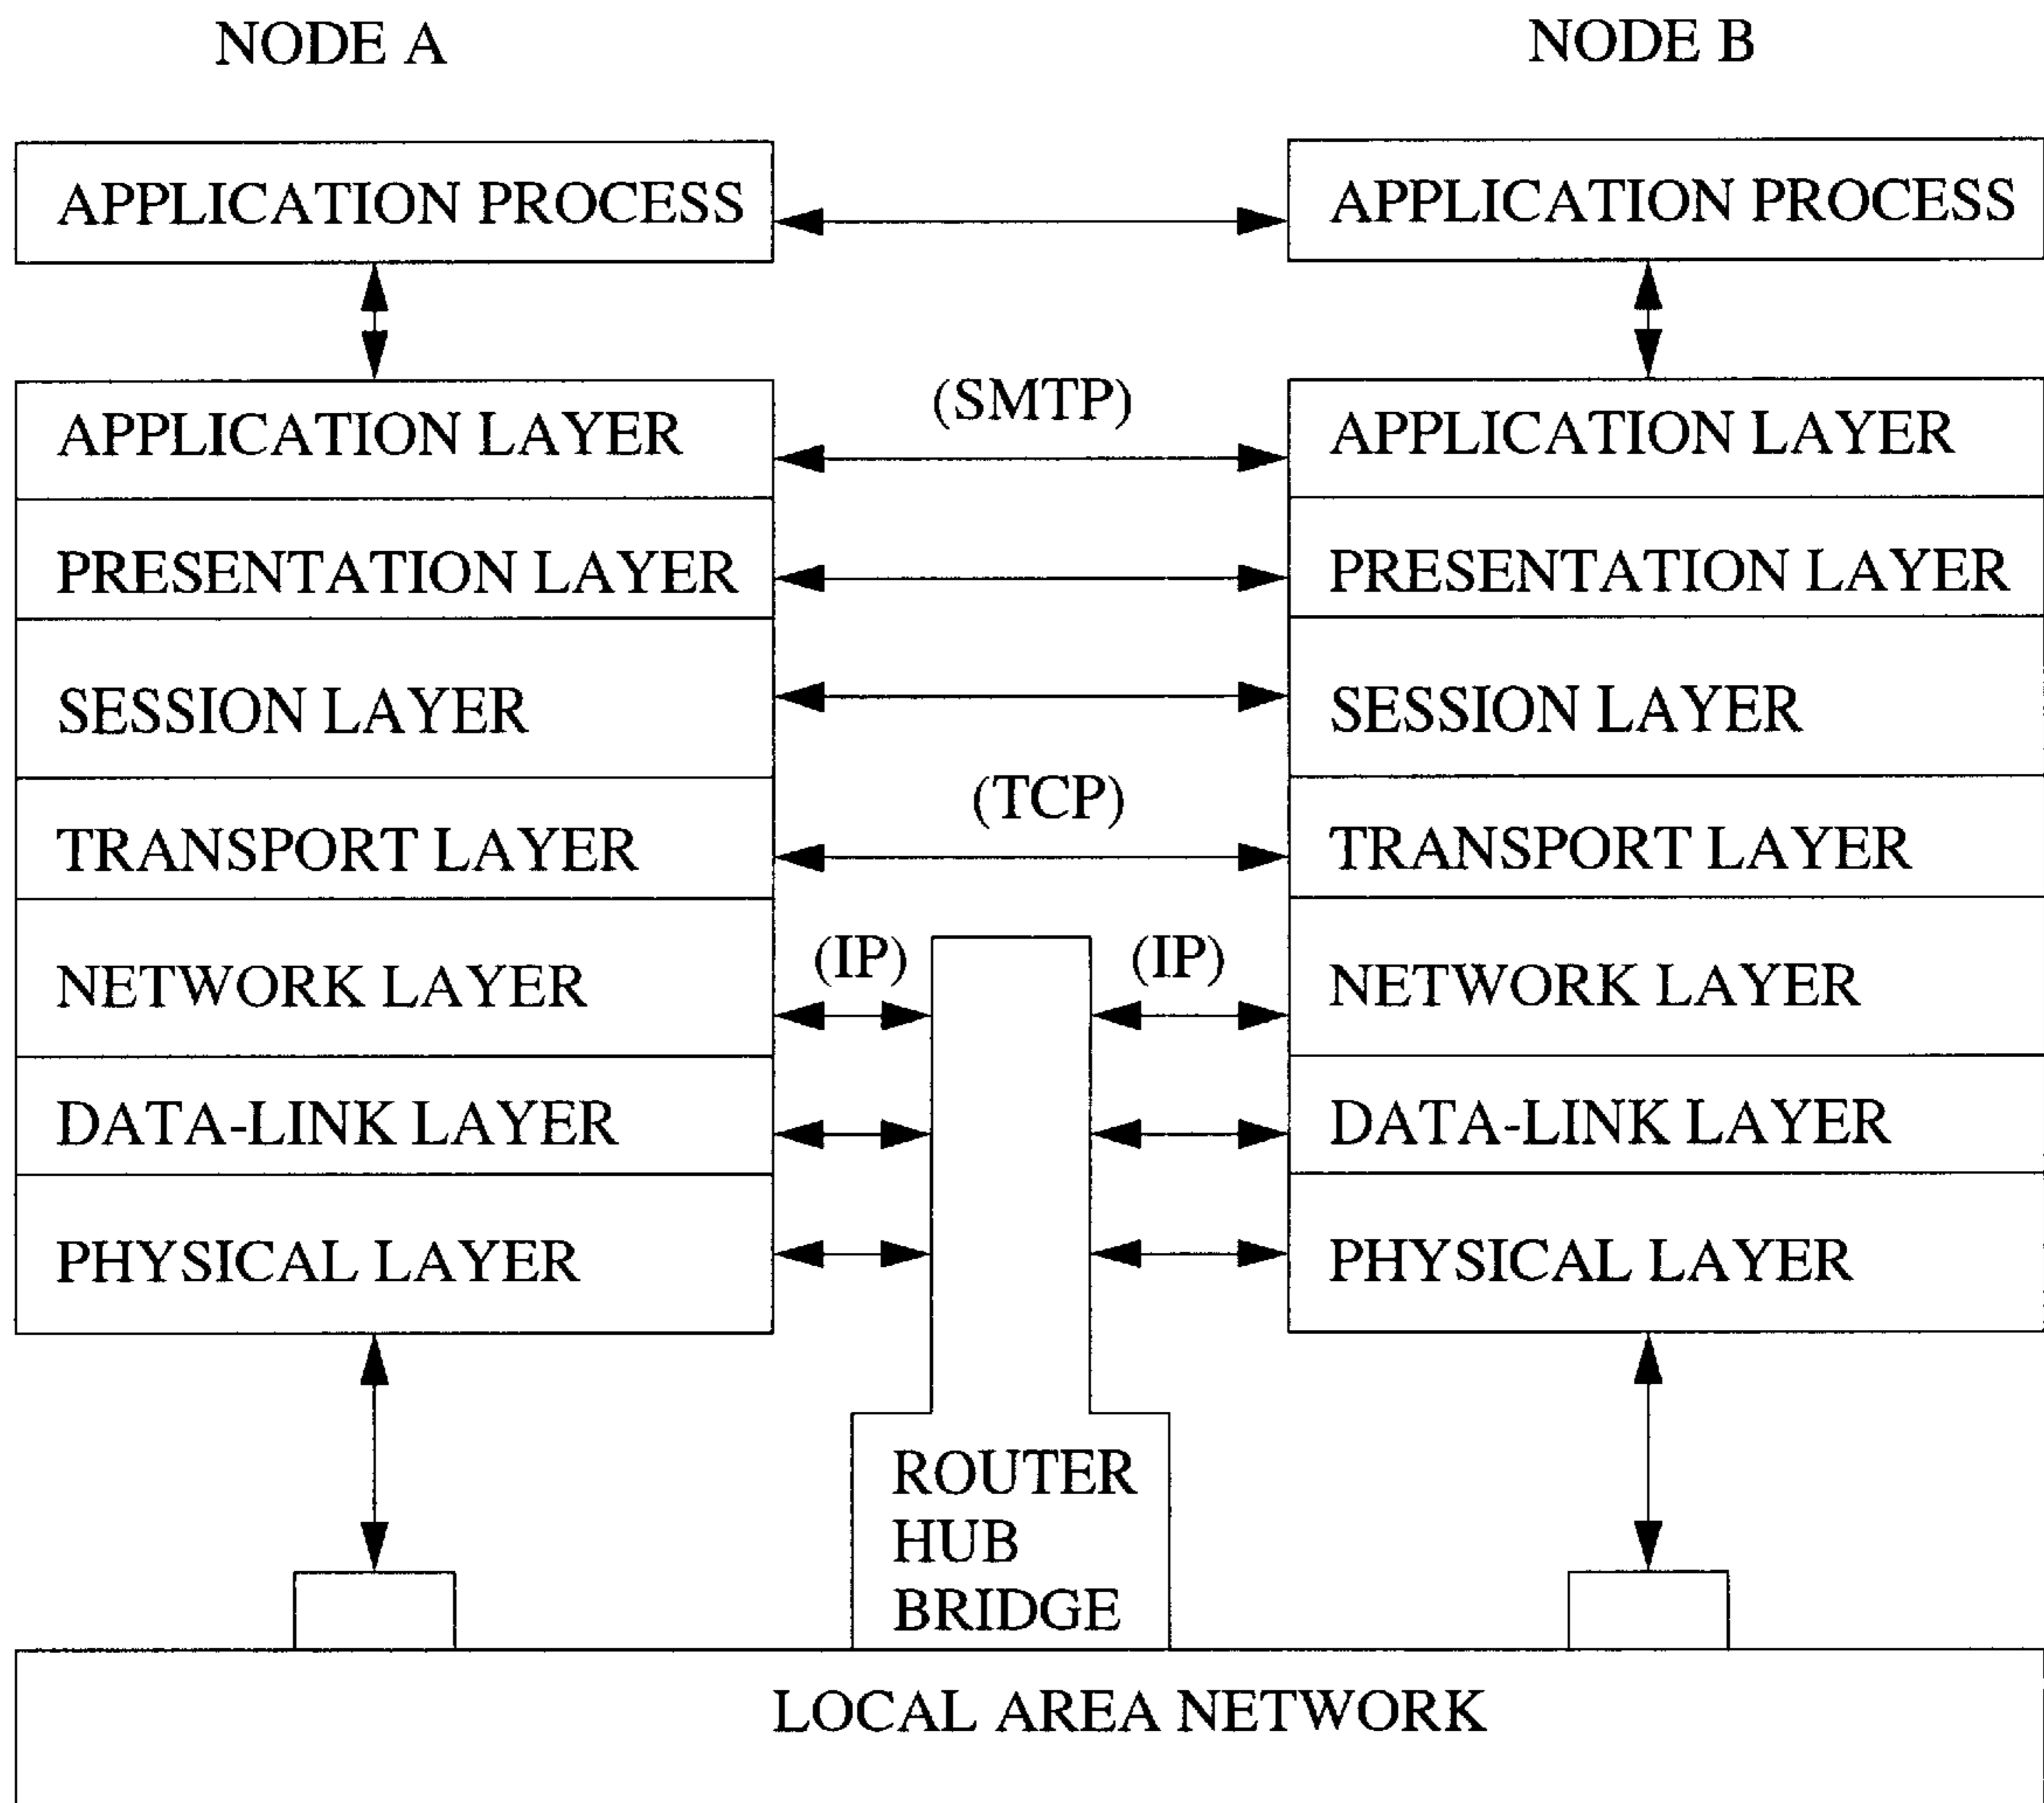 NODE A
NODE B
APPLICATION PROCESS
APPLICATION PROCESS
APPLICATION LAYER
(SMTP)
APPLICATION LAYER
PRESENTATION LAYER
PRESENTATION LAYER
SESSION LAYER
SESSION LAYER
TRANSPORT LAYER
(TCP)
TRANSPORT LAYER
NETWORK LAYER
(IP)
(IP)
NETWORK LAYER
DATA-LINK LAYER
DATA-LINK LAYER
PHYSICAL LAYER
PHYSICAL LAYER
ROUTER
HUB
BRIDGE
LOCAL AREA NETWORK